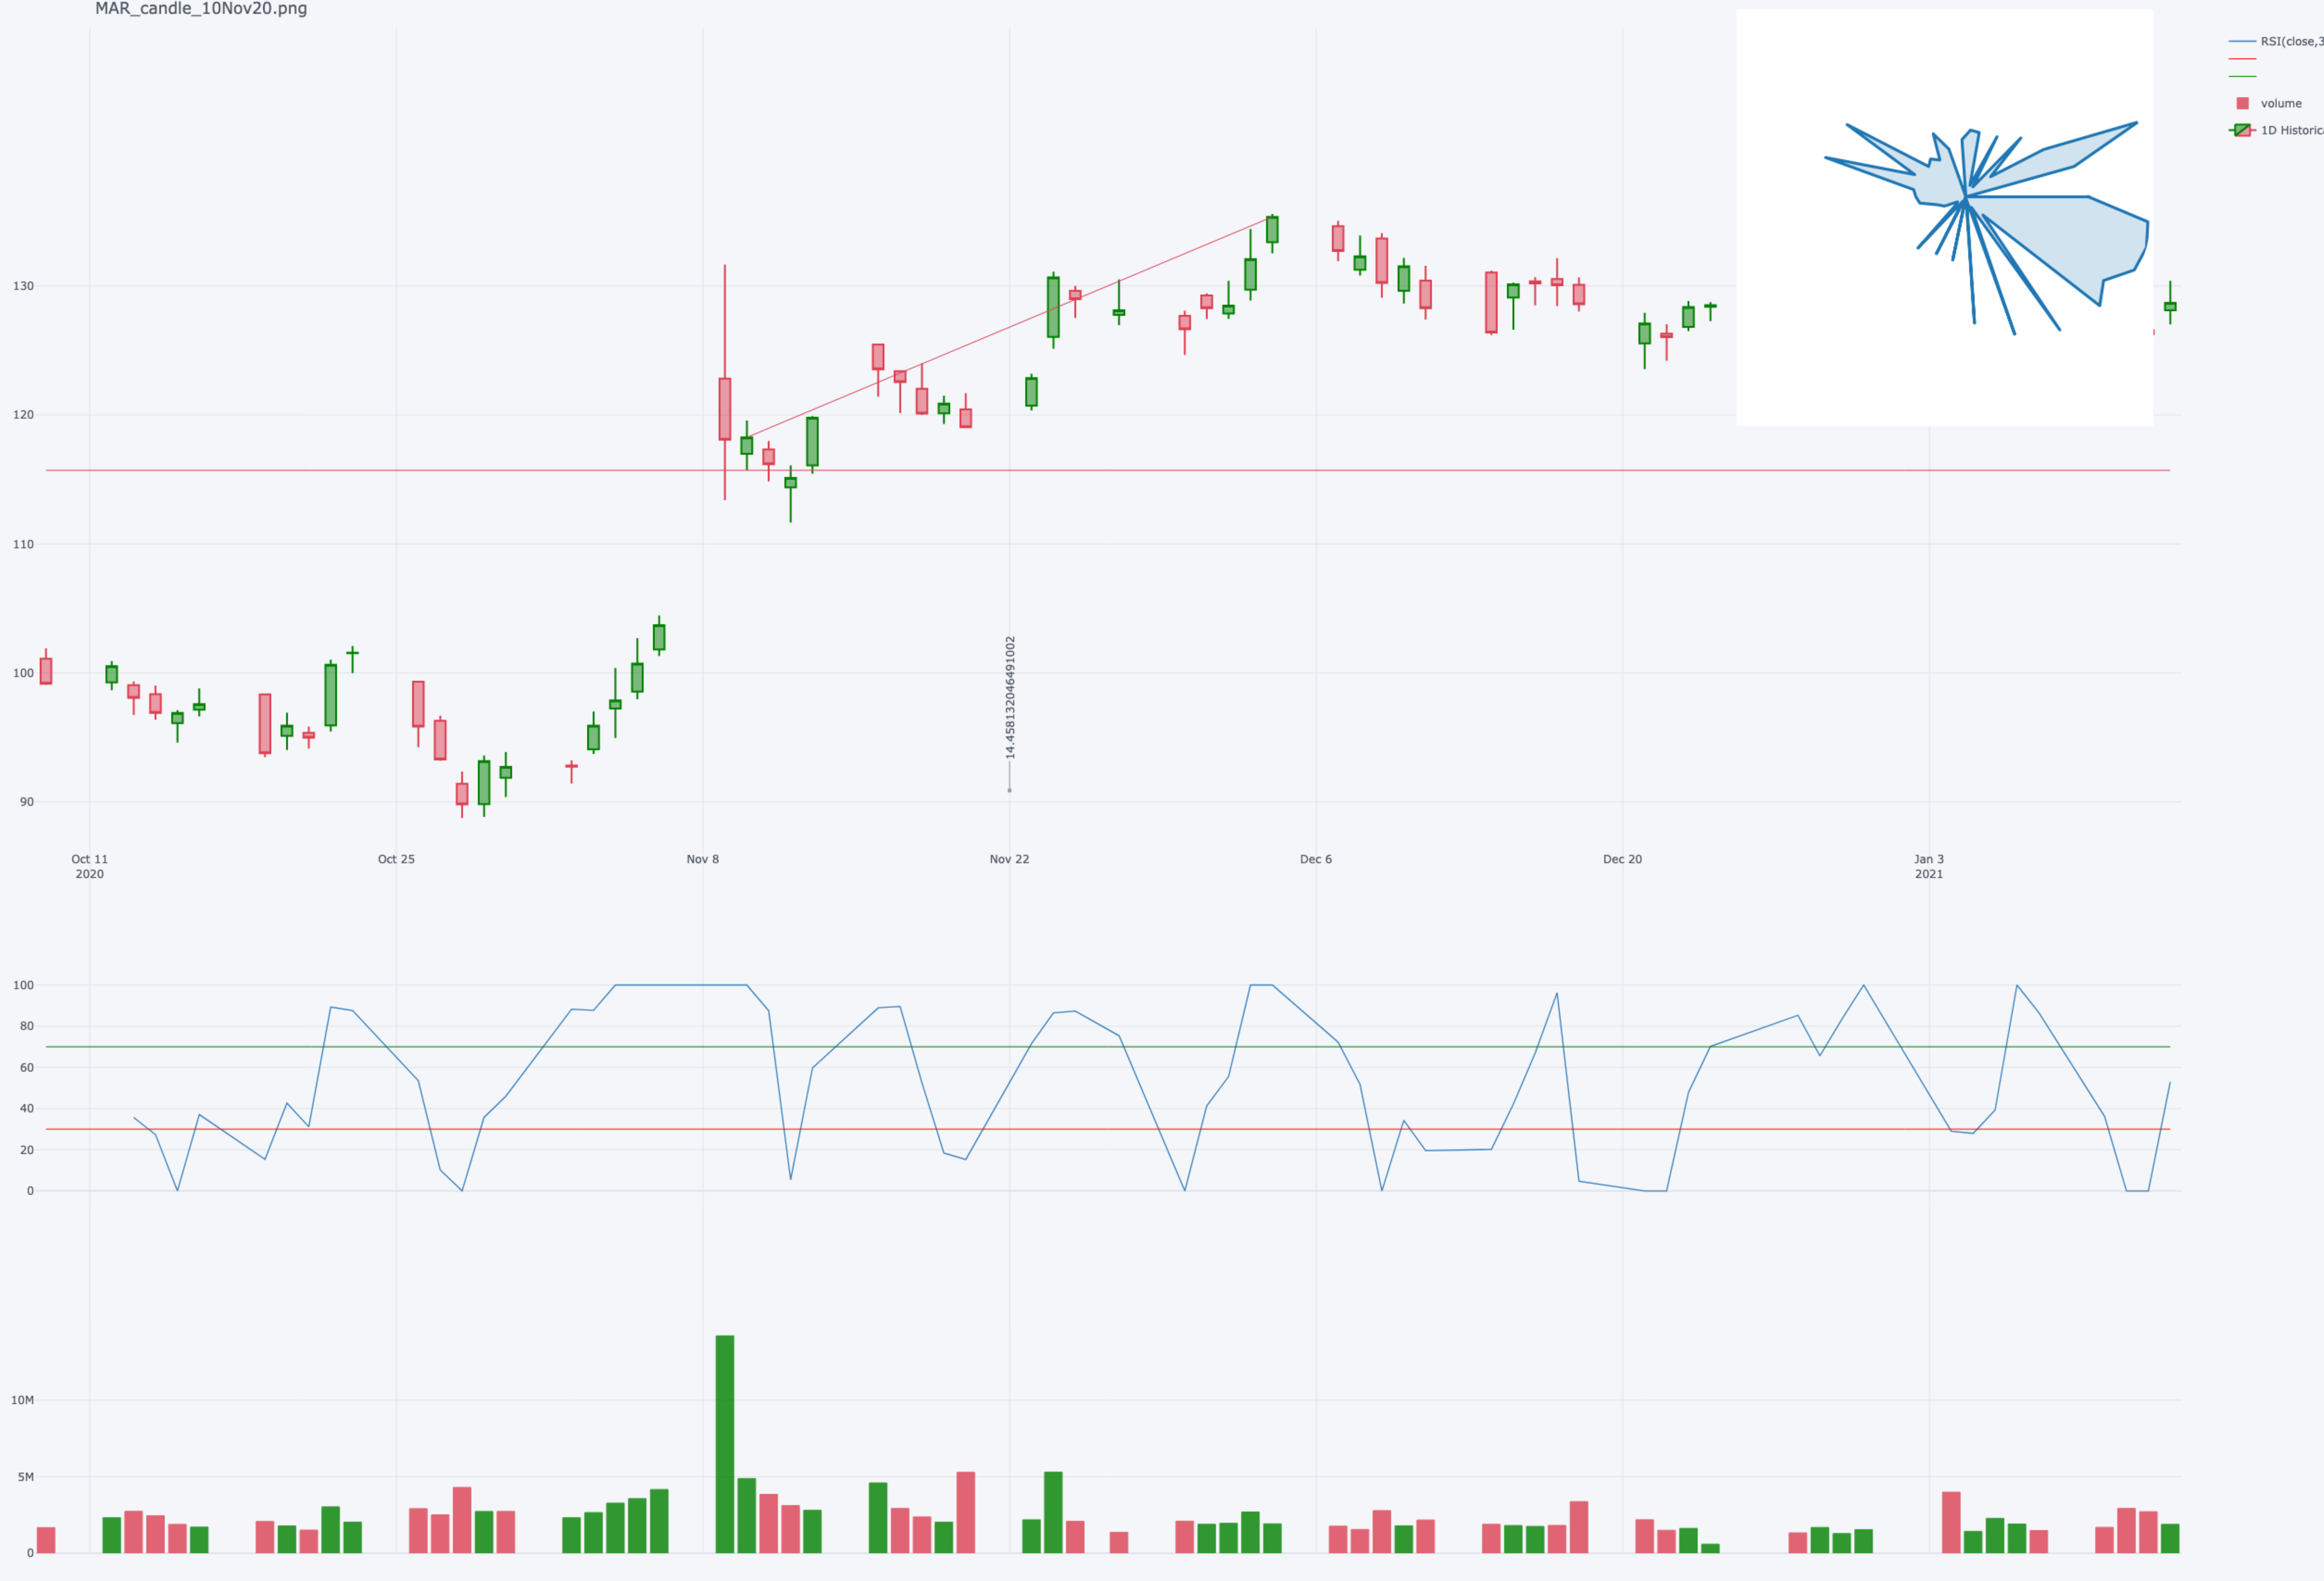 MAR_candle_10Nov20.png
RSI(close,3
volume
1D Historica
130
120
110
100
90
14.458132046491002
Oct 11
2020
Oct 25
Nov 8
Nov 22
Dec 6
Dec 20
Jan 3
2021
100
80
60
40
20
0
10M
5M
0